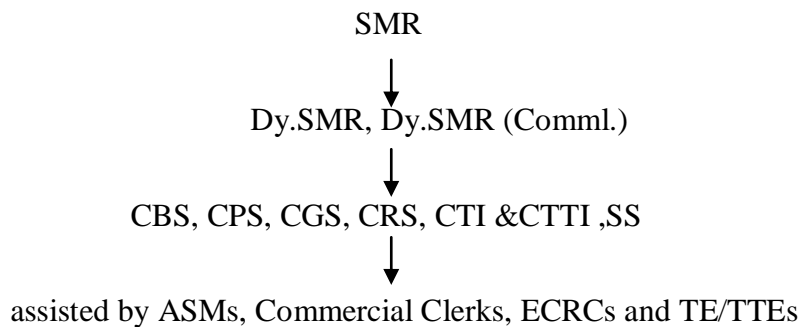 SMR
Dy.SMR, Dy.SMR (Comml.)
CBS, CPS, CGS, CRS, CTI &CTTI ,SS
assisted by ASMs, Commercial Clerks, ECRCs and TE/TTEs